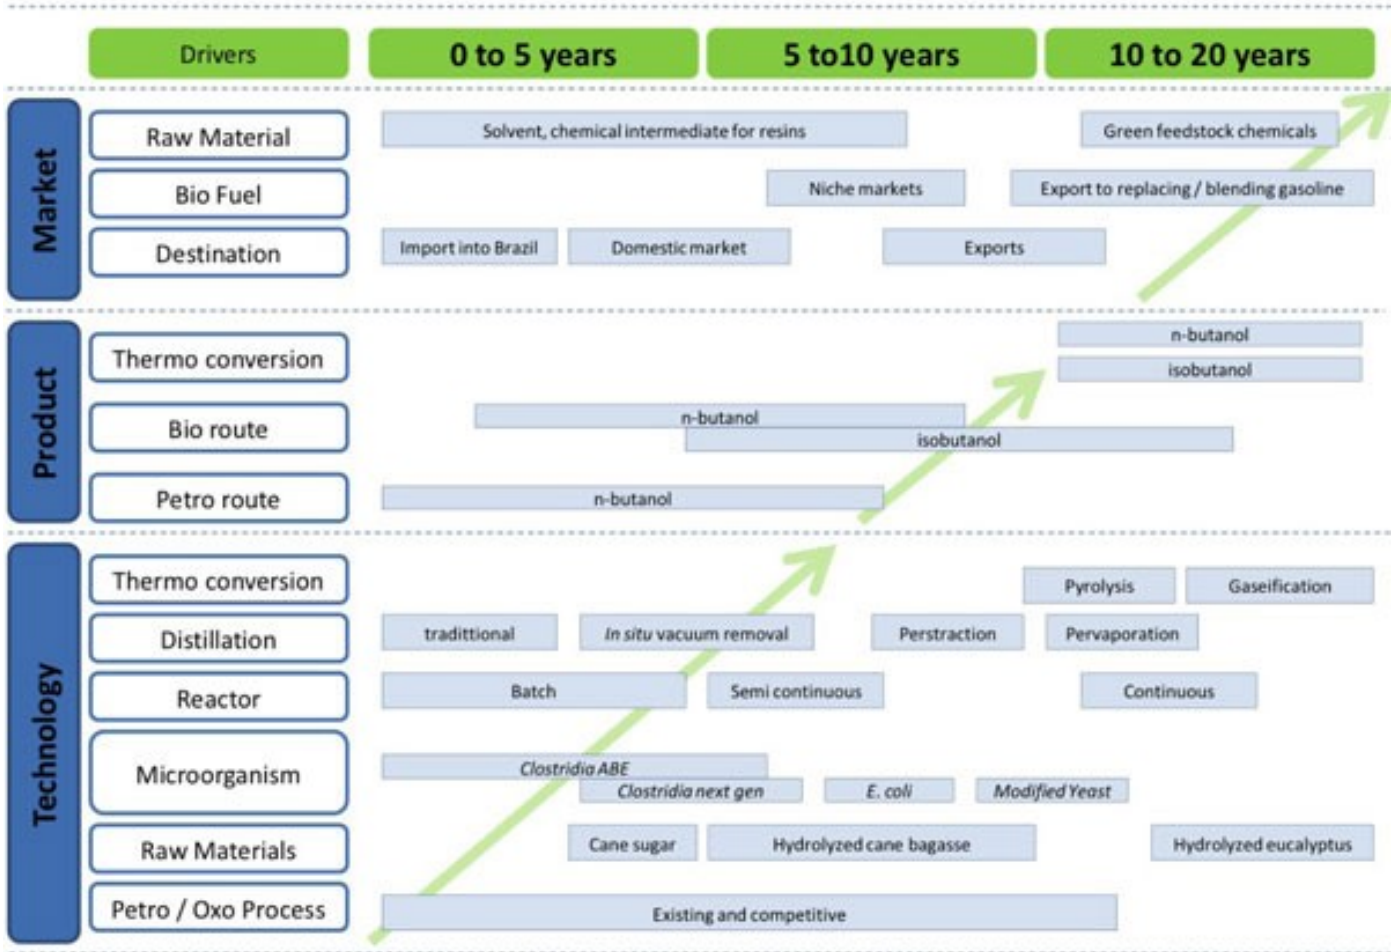 Drivers
0 to 5 years
5 to10 years
10 to 20 years
Market
Raw Material
Solvent, chemical intermediate for resins
Green feedstock chemicals
Bio Fuel
Niche markets
Export to replacing / blending gasoline
Destination
Import into Brazil
Domestic market
Exports
Product
Thermo conversion
n-butanol
isobutanol
Bio route
n-butanol
isobutanol
Petro route
n-butanol
Technology
Thermo conversion
Pyrolysis
Gaseification
Distillation
tradittional
In situ vacuum removal
Perstraction
Pervaporation
Reactor
Batch
Semi continuous
Continuous
Microorganism
Clostridia ABE
Clostridia next gen
E. coli
Modified Yeast
Raw Materials
Cane sugar
Hydrolyzed cane bagasse
Hydrolyzed eucalyptus
Petro / Oxo Process
Existing and competitive